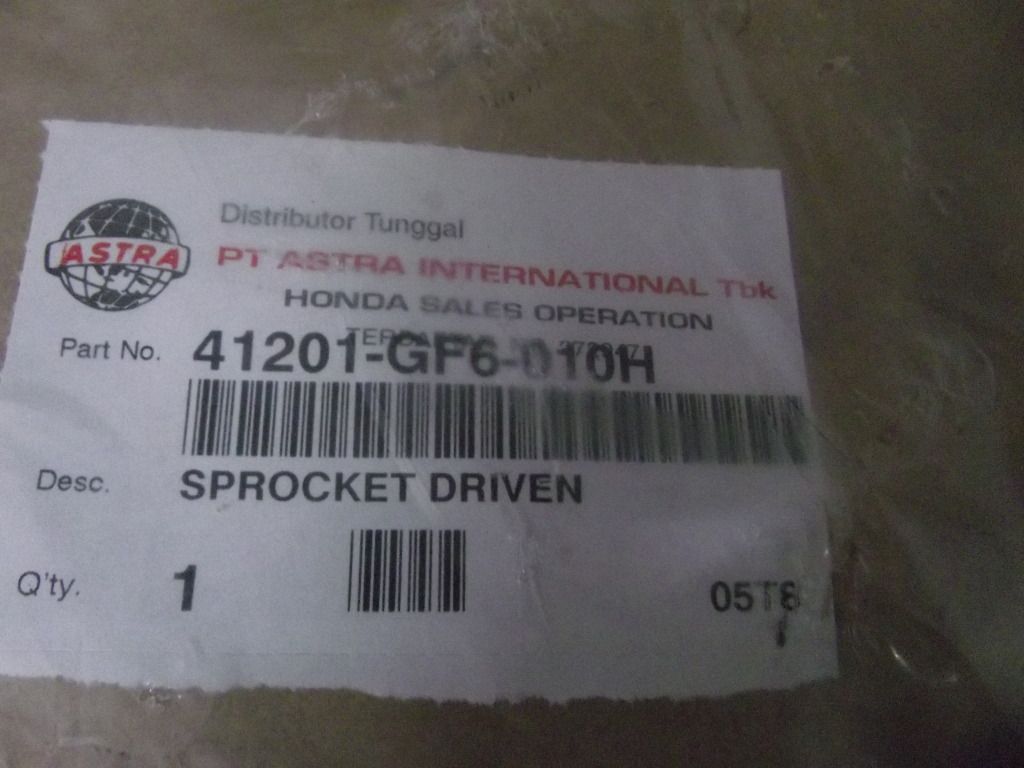 ASTRA
Distributor Tunggal
PT ASTRA INTERNATIONAL Tbk
HONDA SALES OPERATION
Part No. 41201-GF6-010H
Desc. SPROCKET DRIVEN
Q'ty. 1
05T8